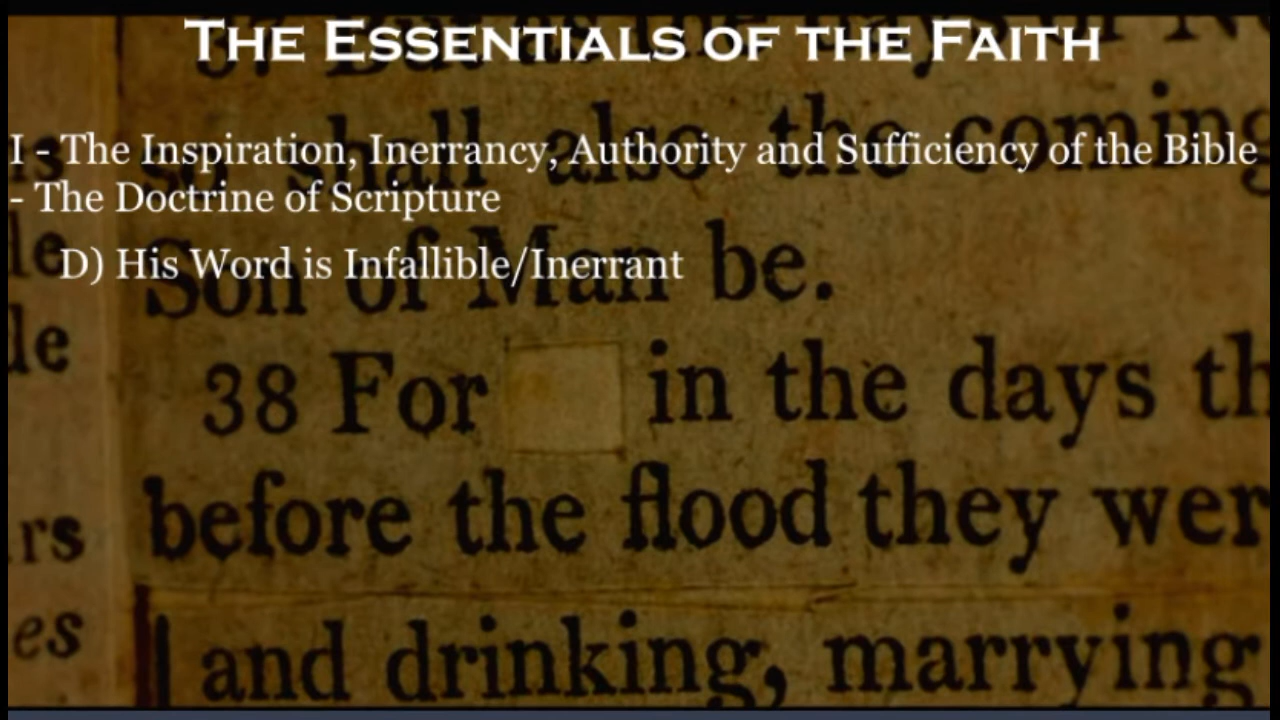 THE ESSENTIALS OF THE FAITH
I - The Inspiration, Inerrancy, Authority and Sufficiency of the Bible
- The Doctrine of Scripture
D) His Word is Infallible/Inerrant
shall also the coming
Son of Man be.
38 For in the days th
before the flood they wer
and drinking, marrying